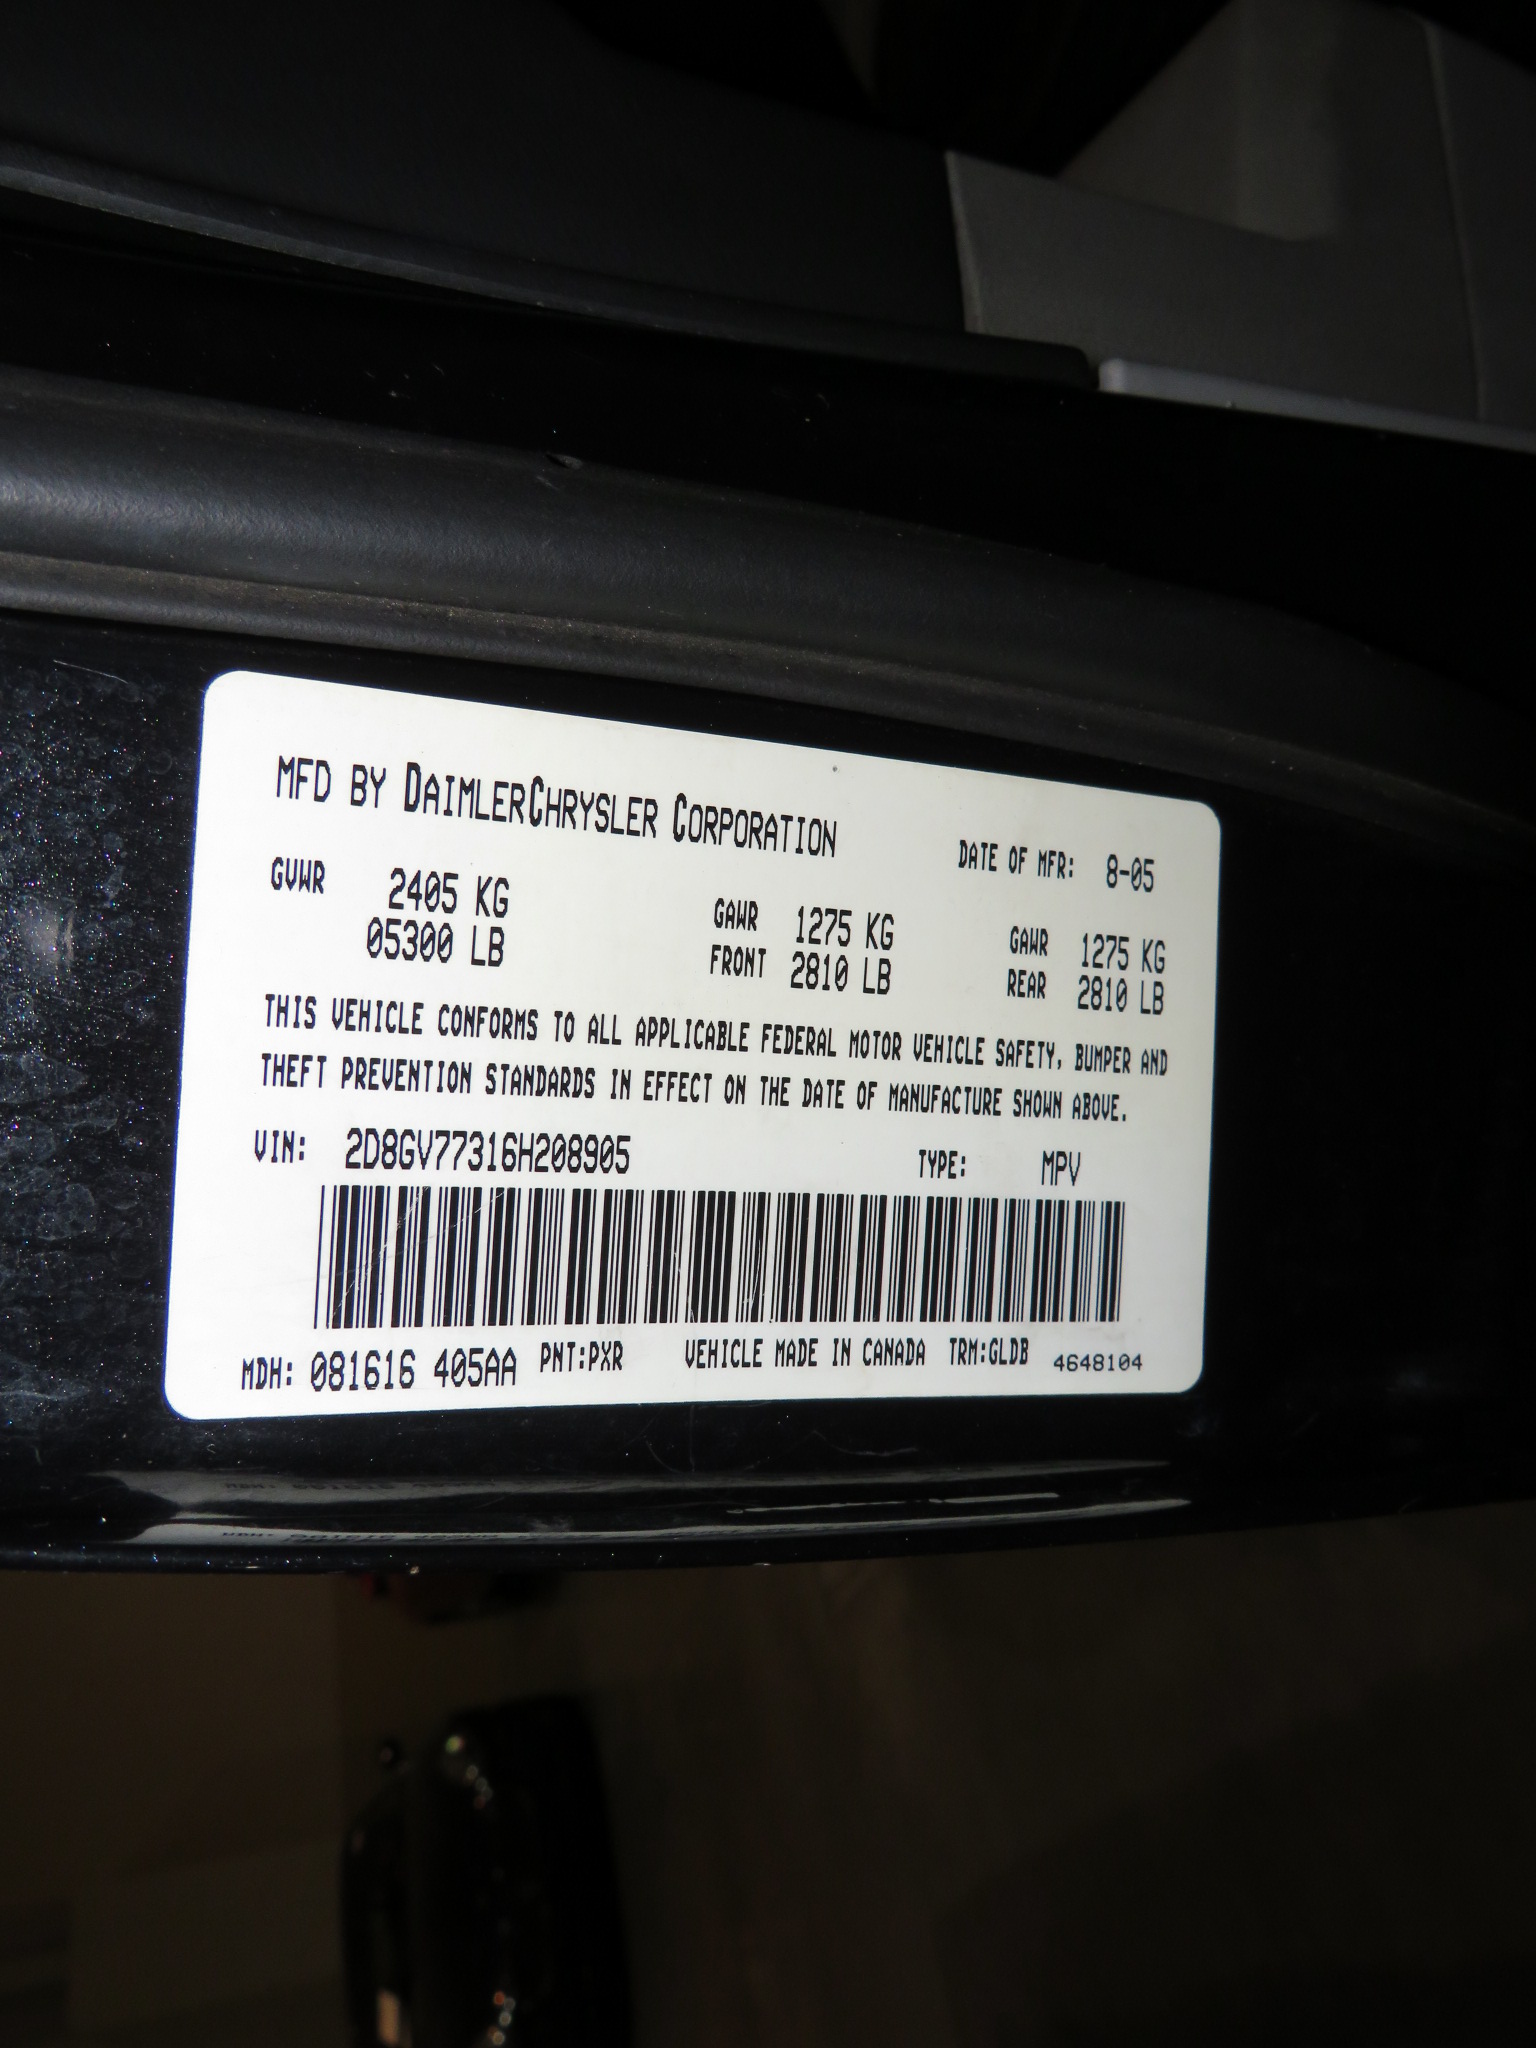 MFD BY DAIMLERCHRYSLER CORPORATION
DATE OF MFR: 8-05
GVWR 2405 KG
05300 LB
GAWR FRONT 1275 KG
2810 LB
GAWR REAR 1275 KG
2810 LB
THIS VEHICLE CONFORMS TO ALL APPLICABLE FEDERAL MOTOR VEHICLE SAFETY, BUMPER AND
THEFT PREVENTION STANDARDS IN EFFECT ON THE DATE OF MANUFACTURE SHOWN ABOVE.
VIN: 2D8GV77316H208905 TYPE: MPV
MDH: 081616 405AA PNT:PXR VEHICLE MADE IN CANADA TRM:GLDB 4648104